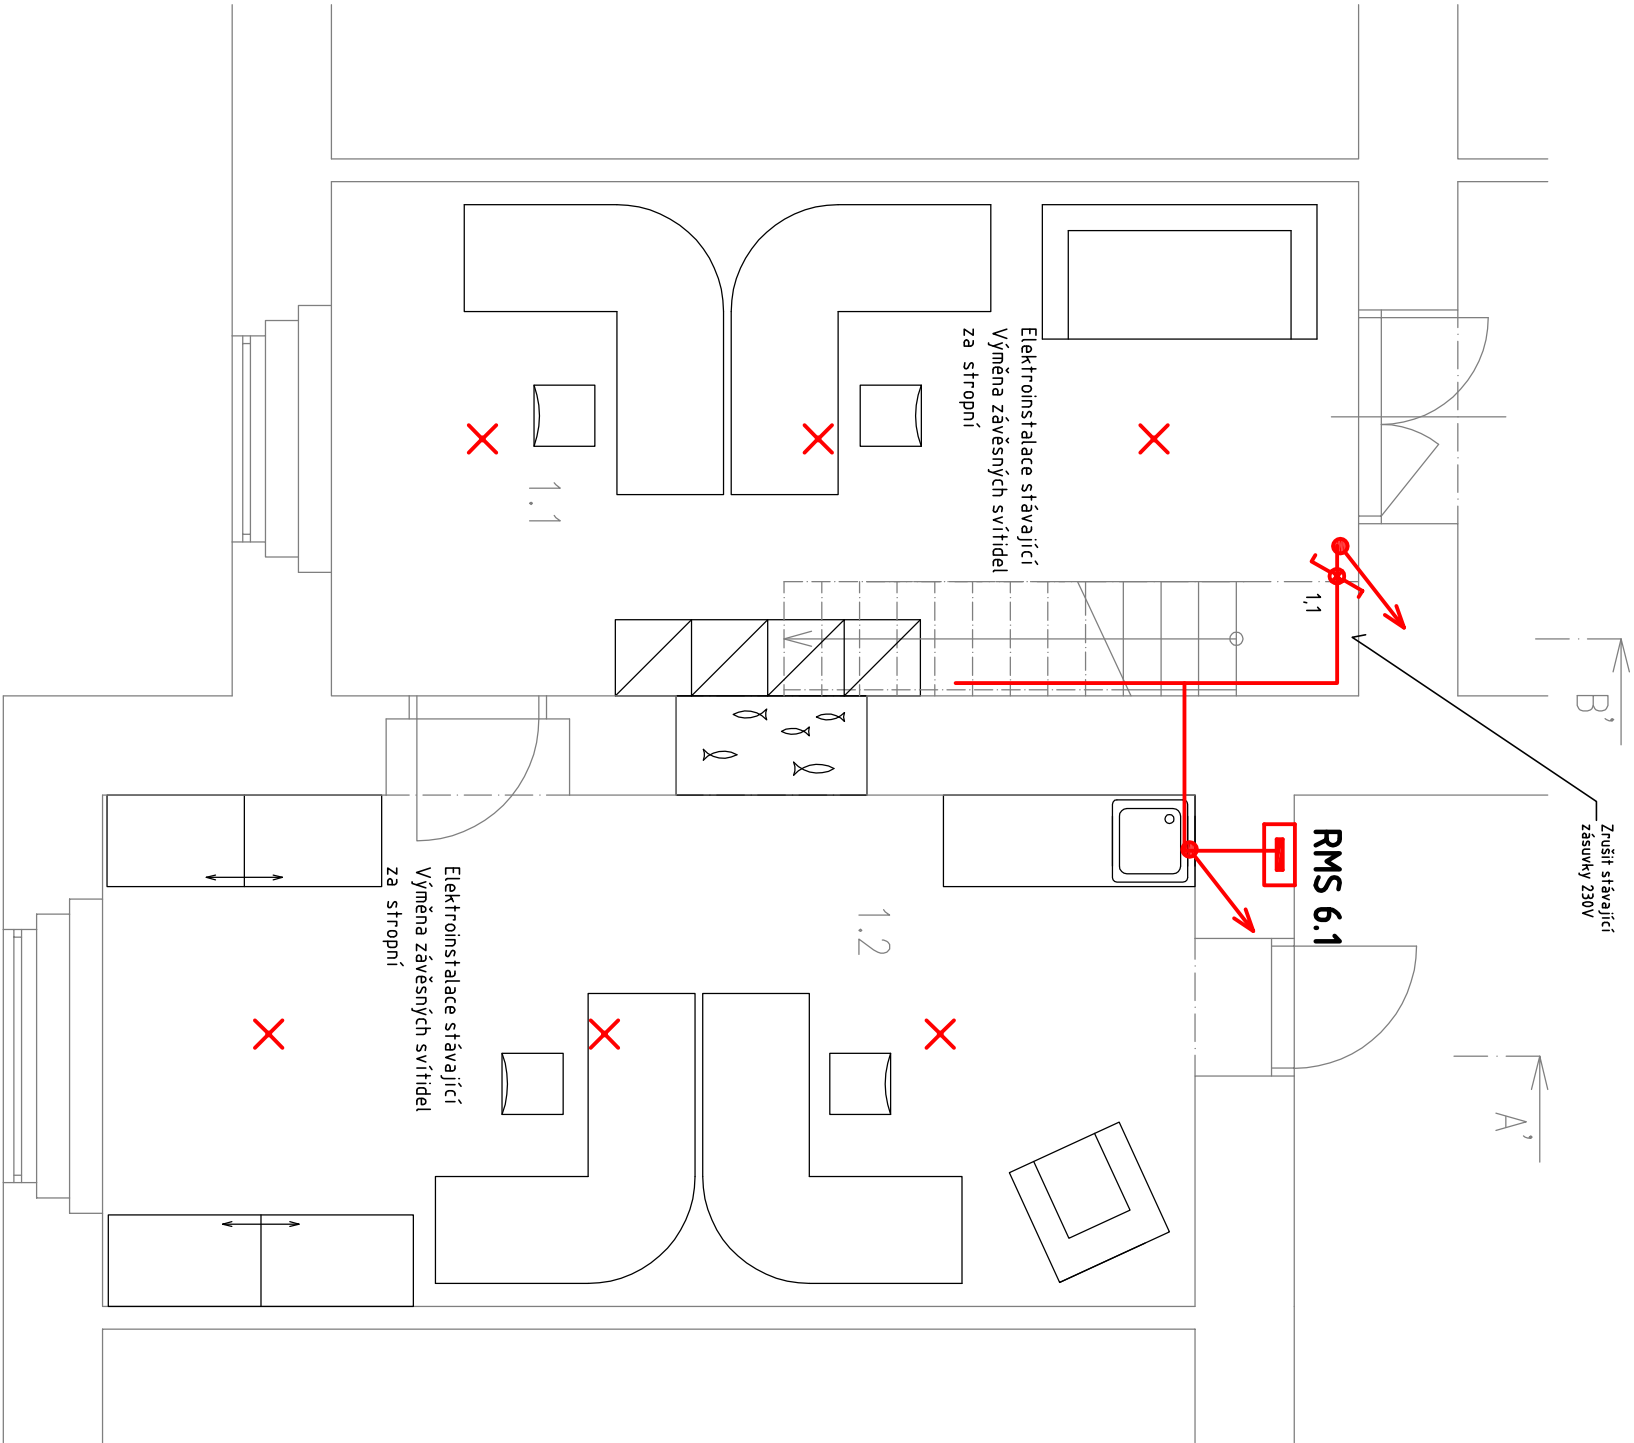 Elektroinstalace stávající
Výměna závěsných svítidel
za stropní
1.1
1,1
B'
Zrušit stávající
zásuvky 230V
RMS 6.1
1.2
Elektroinstalace stávající
Výměna závěsných svítidel
za stropní
A'